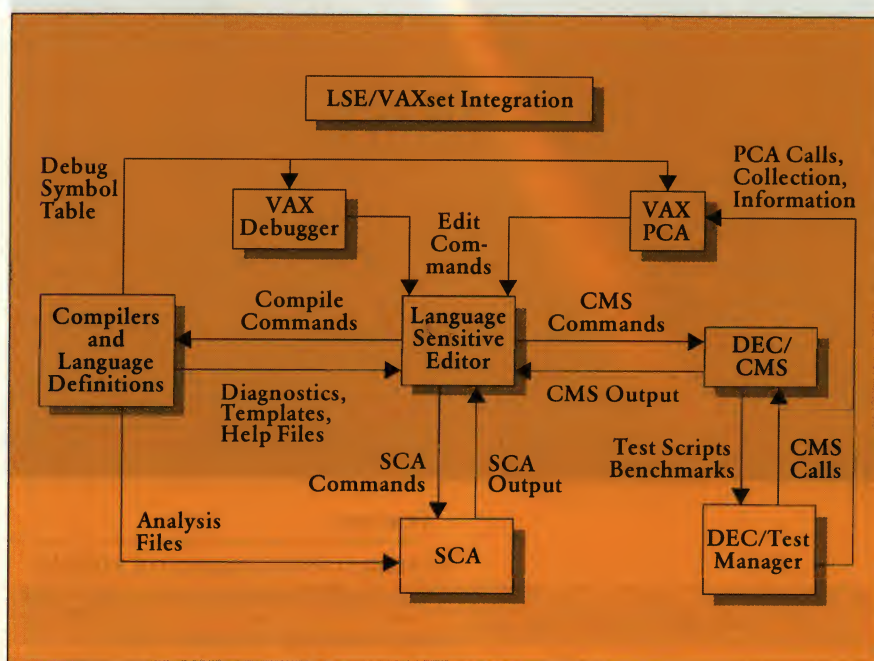 LSE/VAXset Integration
Debug
Symbol
Table
PCA Calls,
Collection,
Information
VAX
Debugger
Edit
Com-
mands
VAX
PCA
Compile
Commands
CMS
Commands
Compilers
and
Language
Definitions
Language
Sensitive
Editor
DEC/
CMS
Diagnostics,
Templates,
Help Files
CMS Output
SCA
Commands
SCA
Output
Test Scripts
Benchmarks
CMS
Calls
Analysis
Files
SCA
DEC/Test
Manager